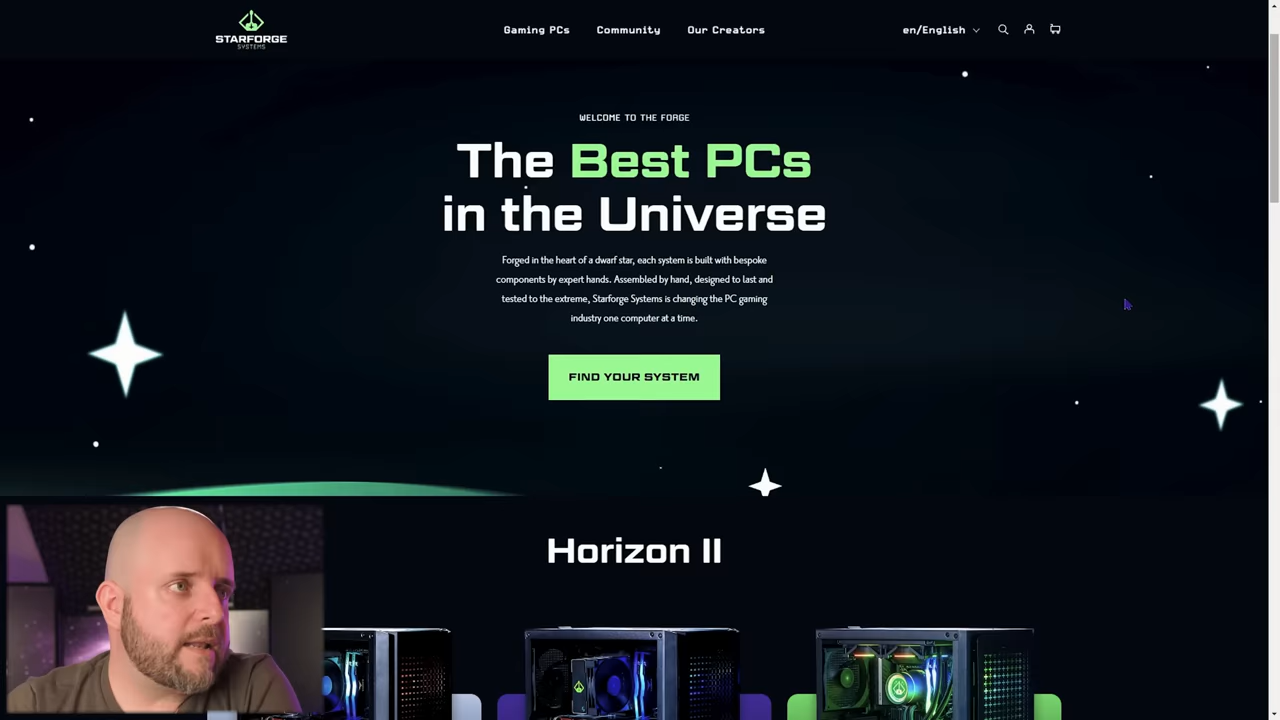 STARFORGE
SYSTEMS
Gaming PCs
Community
Our Creators
en/English
WELCOME TO THE FORGE
The Best PCs
in the Universe
Forged in the heart of a dwarf star, each system is built with bespoke
components by expert hands. Assembled by hand, designed to last and
tested to the extreme, Starforge Systems is changing the PC gaming
industry one computer at a time.
FIND YOUR SYSTEM
Horizon II